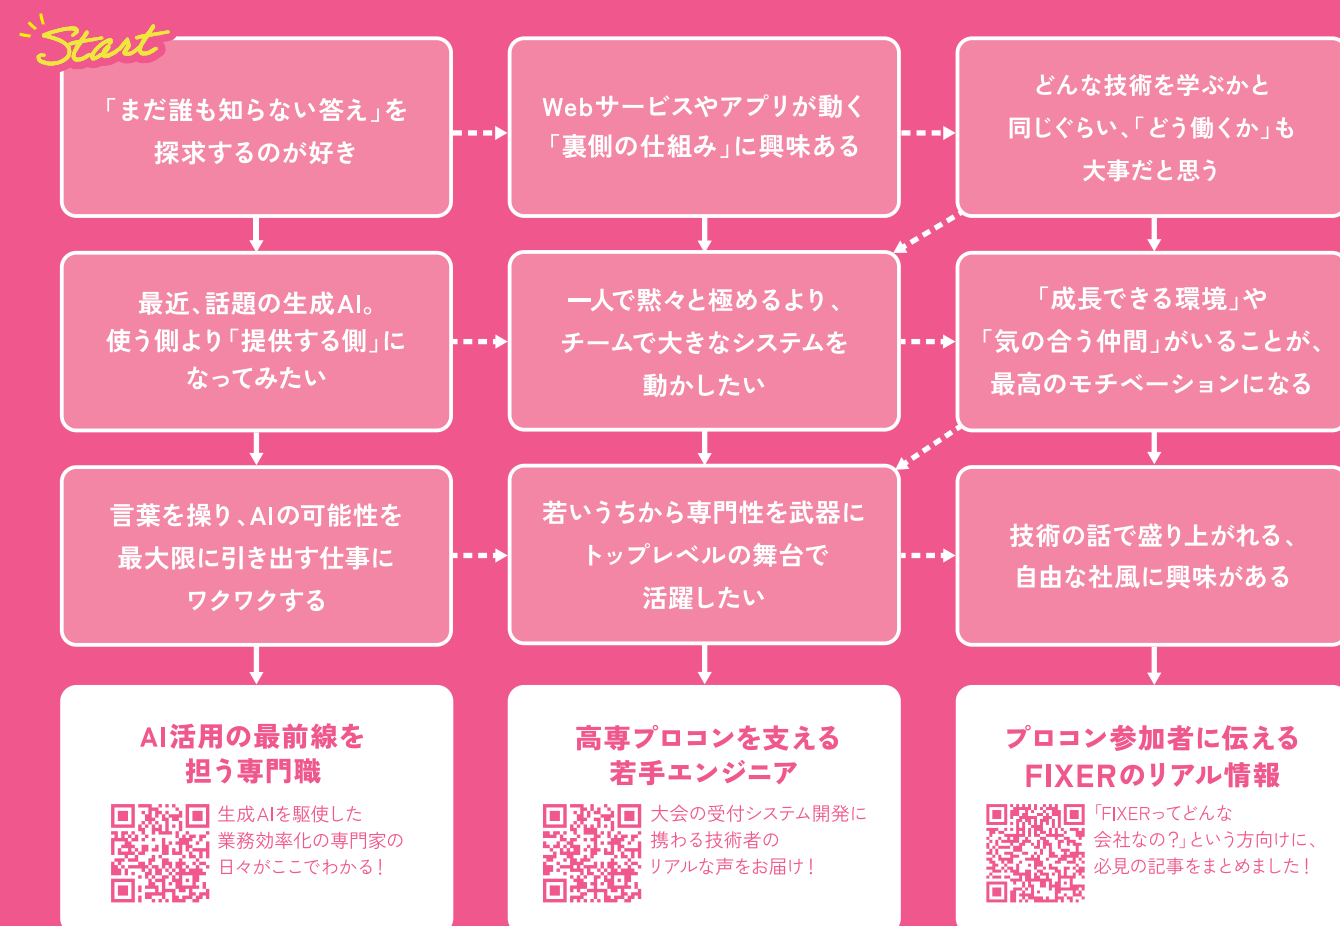 Start
「まだ誰も知らない答え」を
探求するのが好き
Webサービスやアプリが動く
「裏側の仕組み」に興味ある
どんな技術を学ぶかと
同じぐらい、「どう働くか」も
大事だと思う
最近、話題の生成AI。
使う側より「提供する側」に
なってみたい
一人で黙々と極めるより、
チームで大きなシステムを
動かしたい
「成長できる環境」や
「気の合う仲間」がいることが、
最高のモチベーションになる
言葉を操り、AIの可能性を
最大限に引き出す仕事に
ワクワクする
若いうちから専門性を武器に
トップレベルの舞台で
活躍したい
技術の話で盛り上がれる、
自由な社風に興味がある
AI活用の最前線を
担う専門職
生成AIを駆使した
業務効率化の専門家の
日々がここでわかる!
高専プロコンを支える
若手エンジニア
大会の受付システム開発に
携わる技術者の
リアルな声をお届け!
プロコン参加者に伝える
FIXERのリアル情報
「FIXERってどんな
会社なの?」という方向けに、
必見の記事をまとめました!